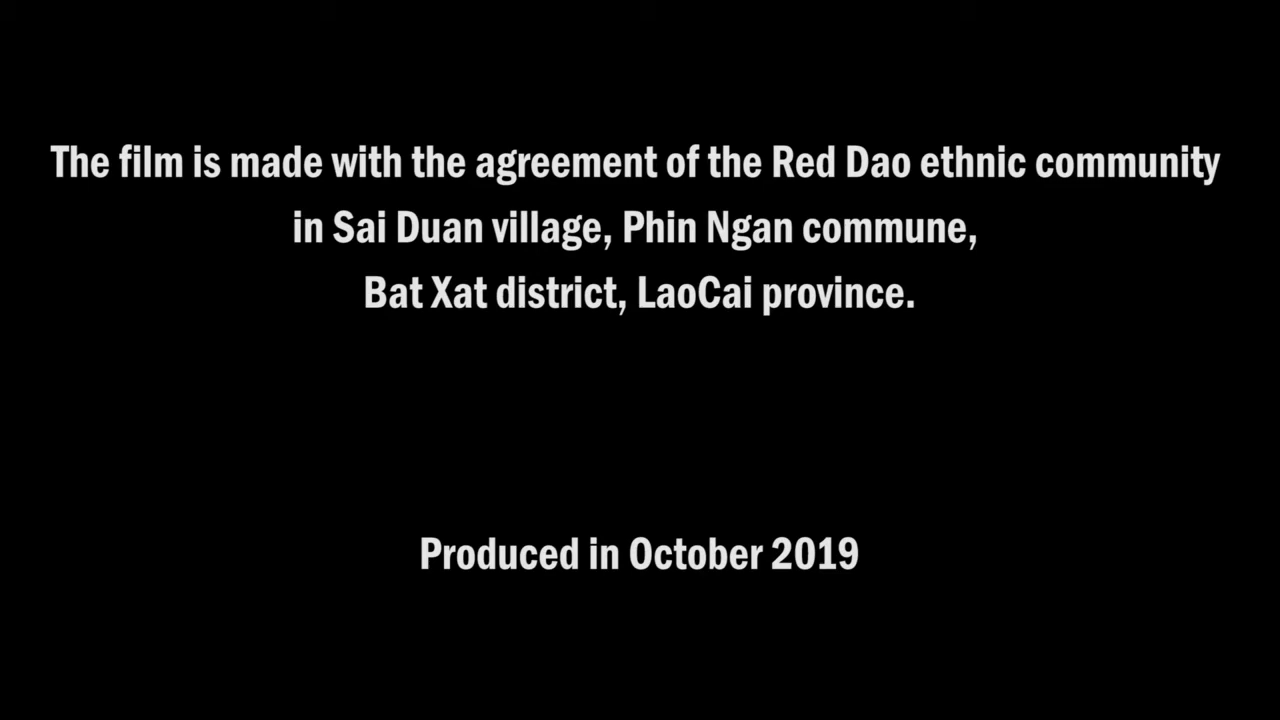 The film is made with the agreement of the Red Dao ethnic community
in Sai Duan village, Phin Ngan commune,
Bat Xat district, LaoCai province.
Produced in October 2019